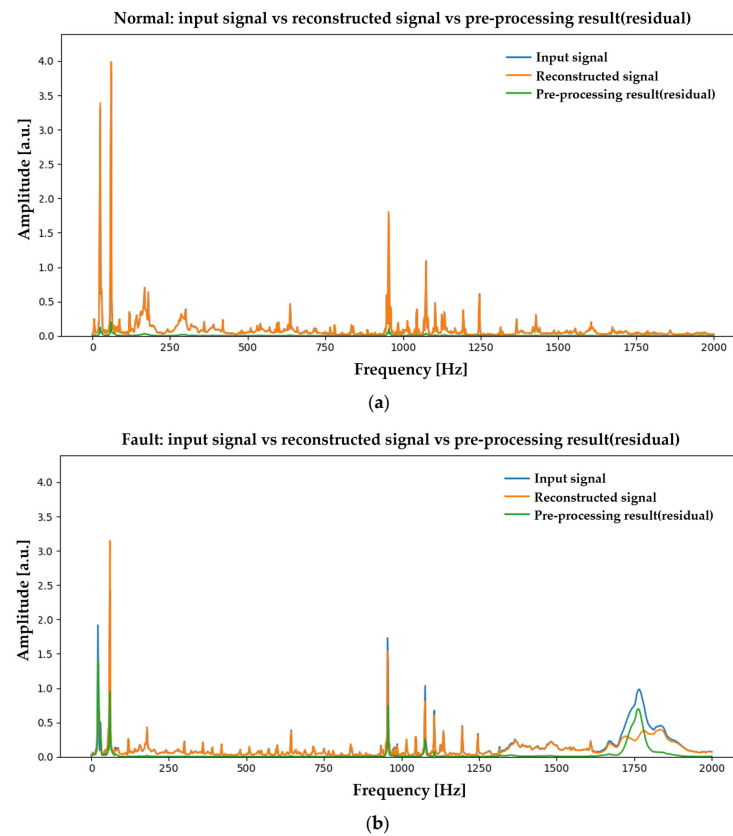 Normal: input signal vs reconstructed signal vs pre-processing result(residual)
Input signal
Reconstructed signal
Pre-processing result(residual)
Amplitude [a.u.]
4.0
3.5
3.0
2.5
2.0
1.5
1.0
0.5
0.0
0 250 500 750 1000 1250 1500 1750 2000
Frequency [Hz]
(a)
Fault: input signal vs reconstructed signal vs pre-processing result(residual)
Input signal
Reconstructed signal
Pre-processing result(residual)
Amplitude [a.u.]
4.0
3.5
3.0
2.5
2.0
1.5
1.0
0.5
0.0
0 250 500 750 1000 1250 1500 1750 2000
Frequency [Hz]
(b)